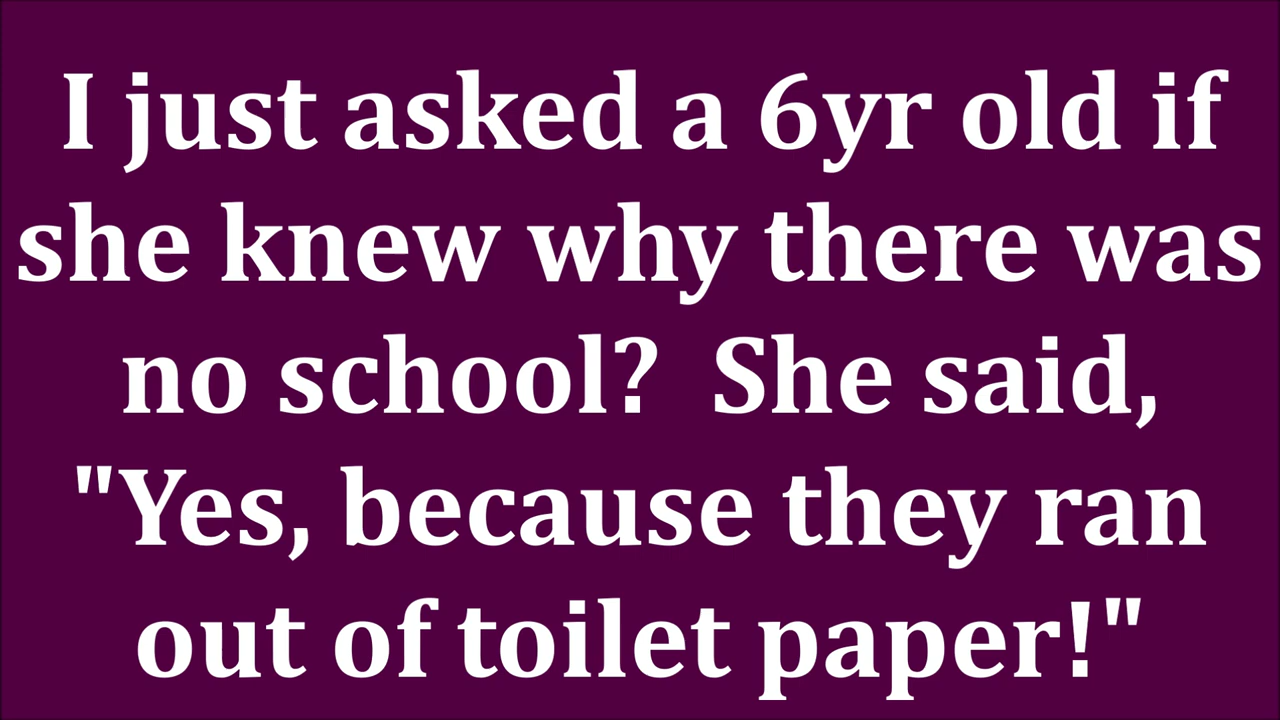 I just asked a 6yr old if
she knew why there was
no school?  She said,
"Yes, because they ran
out of toilet paper!"